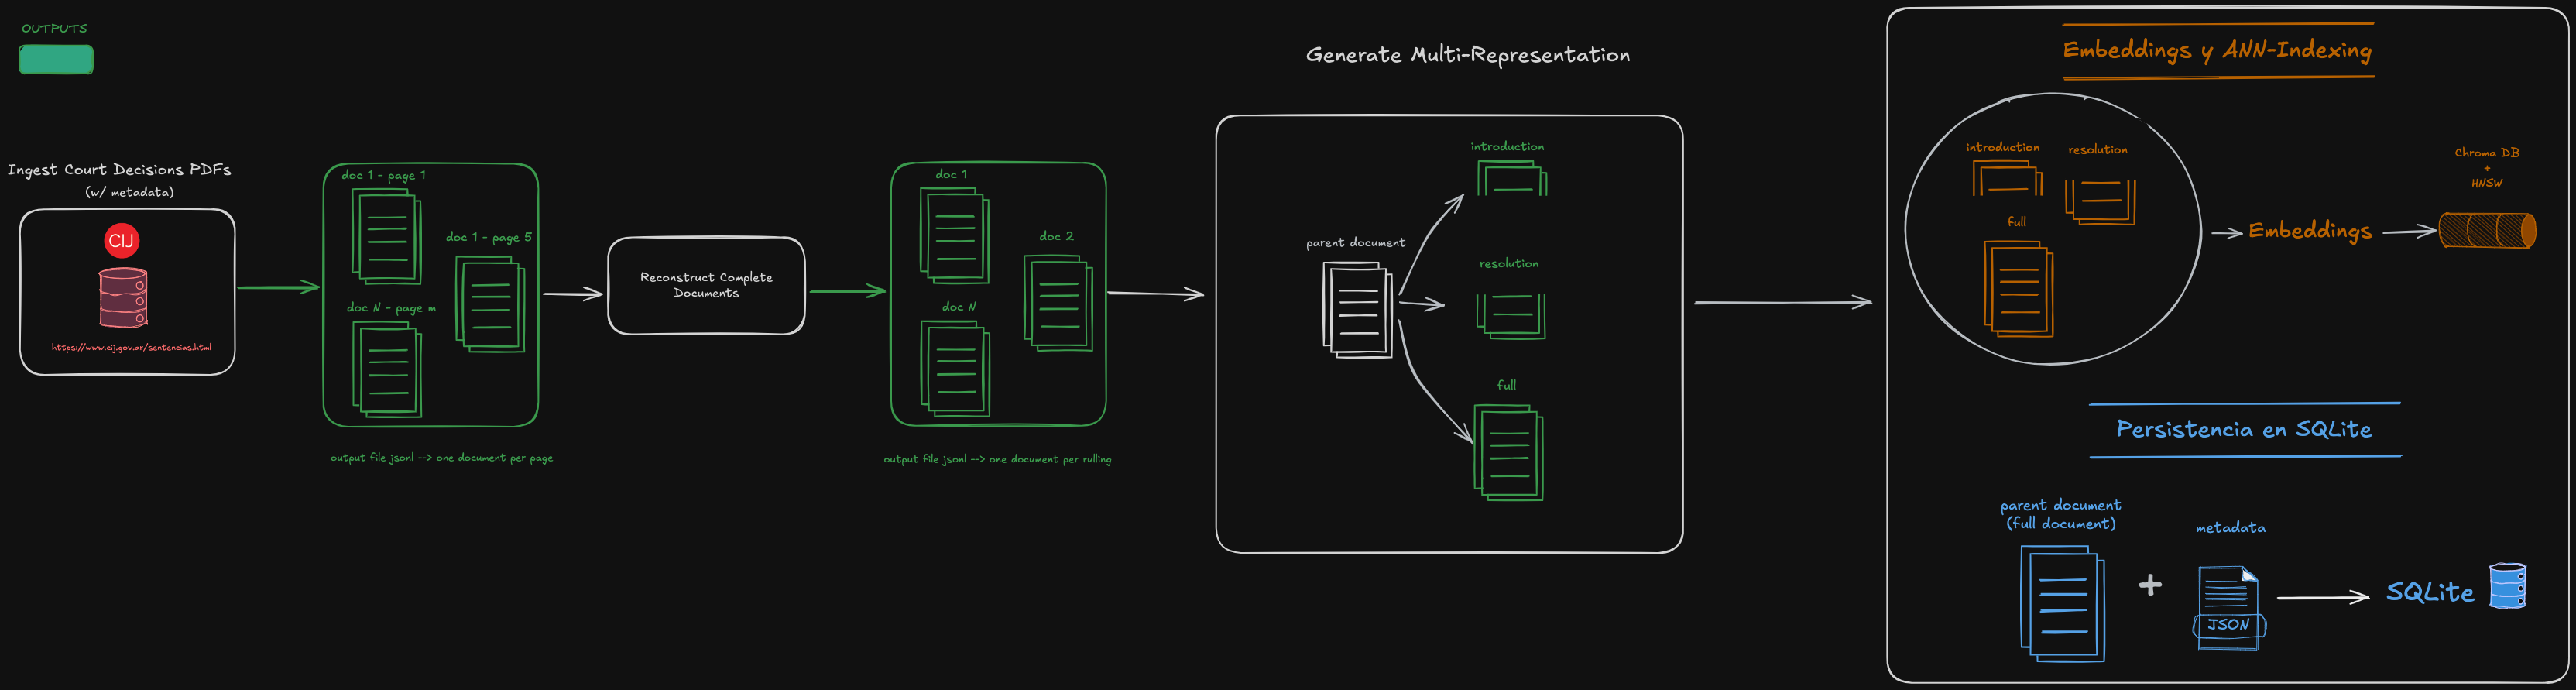 OUTPUTS
Ingest Court Decisions PDFs
(w/ metadata)
CIJ
https://www.cij.gov.ar/sentencias.html
doc 1 - page 1
doc 1 - page 5
doc N - page m
output file jsonl --> one document per page
Reconstruct Complete
Documents
doc 1
doc 2
doc N
output file jsonl --> one document per rulling
Generate Multi-Representation
parent document
introduction
resolution
full
Embeddings y ANN-Indexing
introduction
resolution
full
Embeddings
Chroma DB
+
HNSW
Persistencia en SQLite
parent document
(full document)
+
metadata
JSON
SQLite